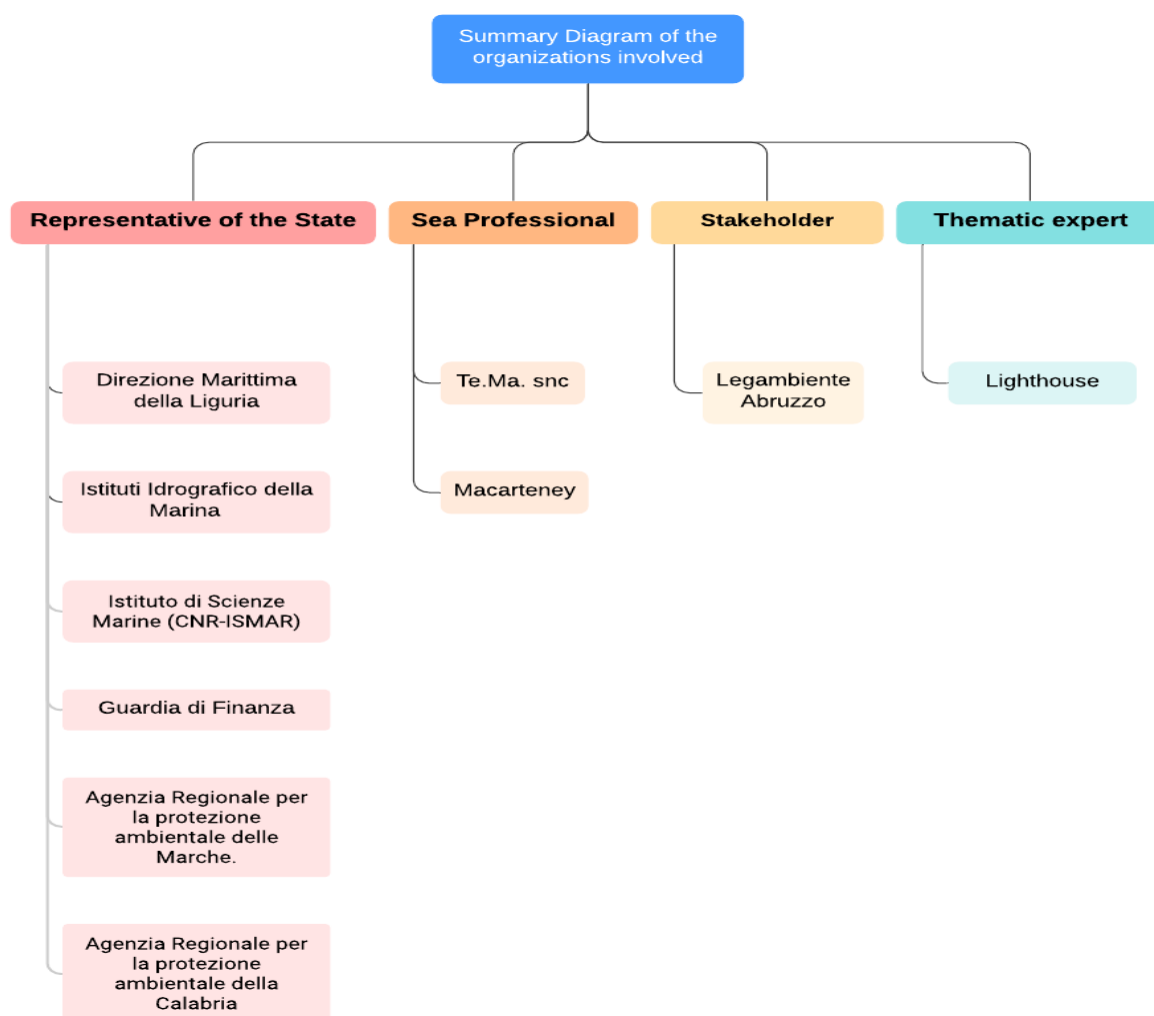 Summary Diagram of the
organizations involved
Representative of the State
Sea Professional
Stakeholder
Thematic expert
Direzione Marittima
della Liguria
Istituti Idrografico della
Marina
Istituto di Scienze
Marine (CNR-ISMAR)
Guardia di Finanza
Agenzia Regionale per
la protezione
ambientale delle
Marche.
Agenzia Regionale per
la protezione
ambientale della
Calabria
Te.Ma. snc
Macarteney
Legambiente
Abruzzo
Lighthouse